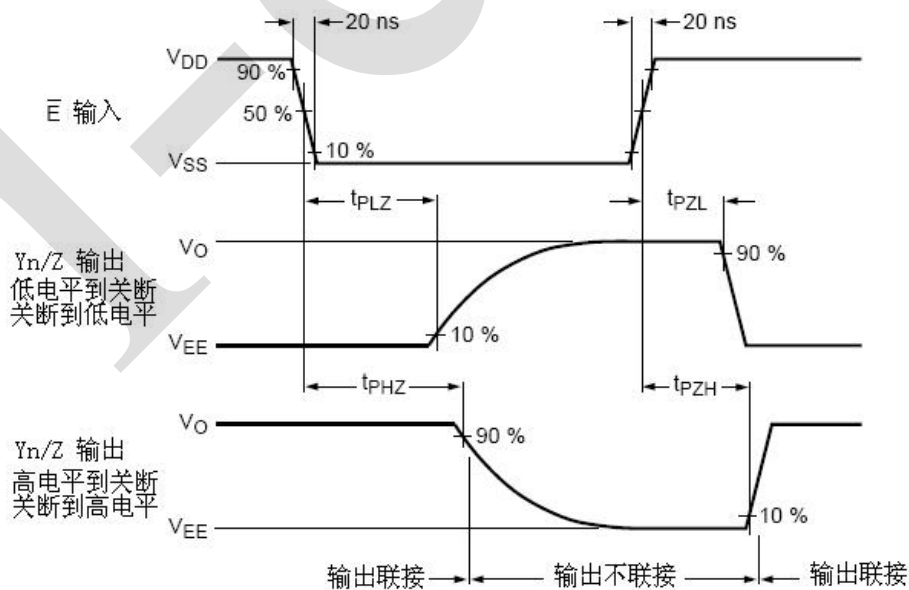 20 ns
20 ns
VDD
90 %
E̅ 输入
50 %
10 %
VSS
tPLZ
tPZL
VO
Yn/Z 输出
低电平到关断
关断到低电平
90 %
10 %
VEE
tPHZ
tPZH
VO
Yn/Z 输出
高电平到关断
关断到高电平
90 %
10 %
VEE
输出联接
输出不联接
输出联接